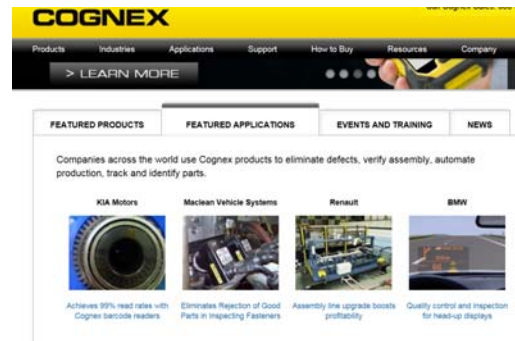 COGNEX
Products Industries Applications Support How to Buy Resources Company
> LEARN MORE
FEATURED PRODUCTS FEATURED APPLICATIONS EVENTS AND TRAINING NEWS
Companies across the world use Cognex products to eliminate defects, verify assembly, automate
production, track and identify parts.
KIA Motors Maclean Vehicle Systems Renault BMW
Achieves 99% read rates with Eliminates Rejection of Good Assembly line upgrade boosts Quality control and inspection
Cognex barcode readers Parts in Inspecting Fasteners profitability for head-up displays